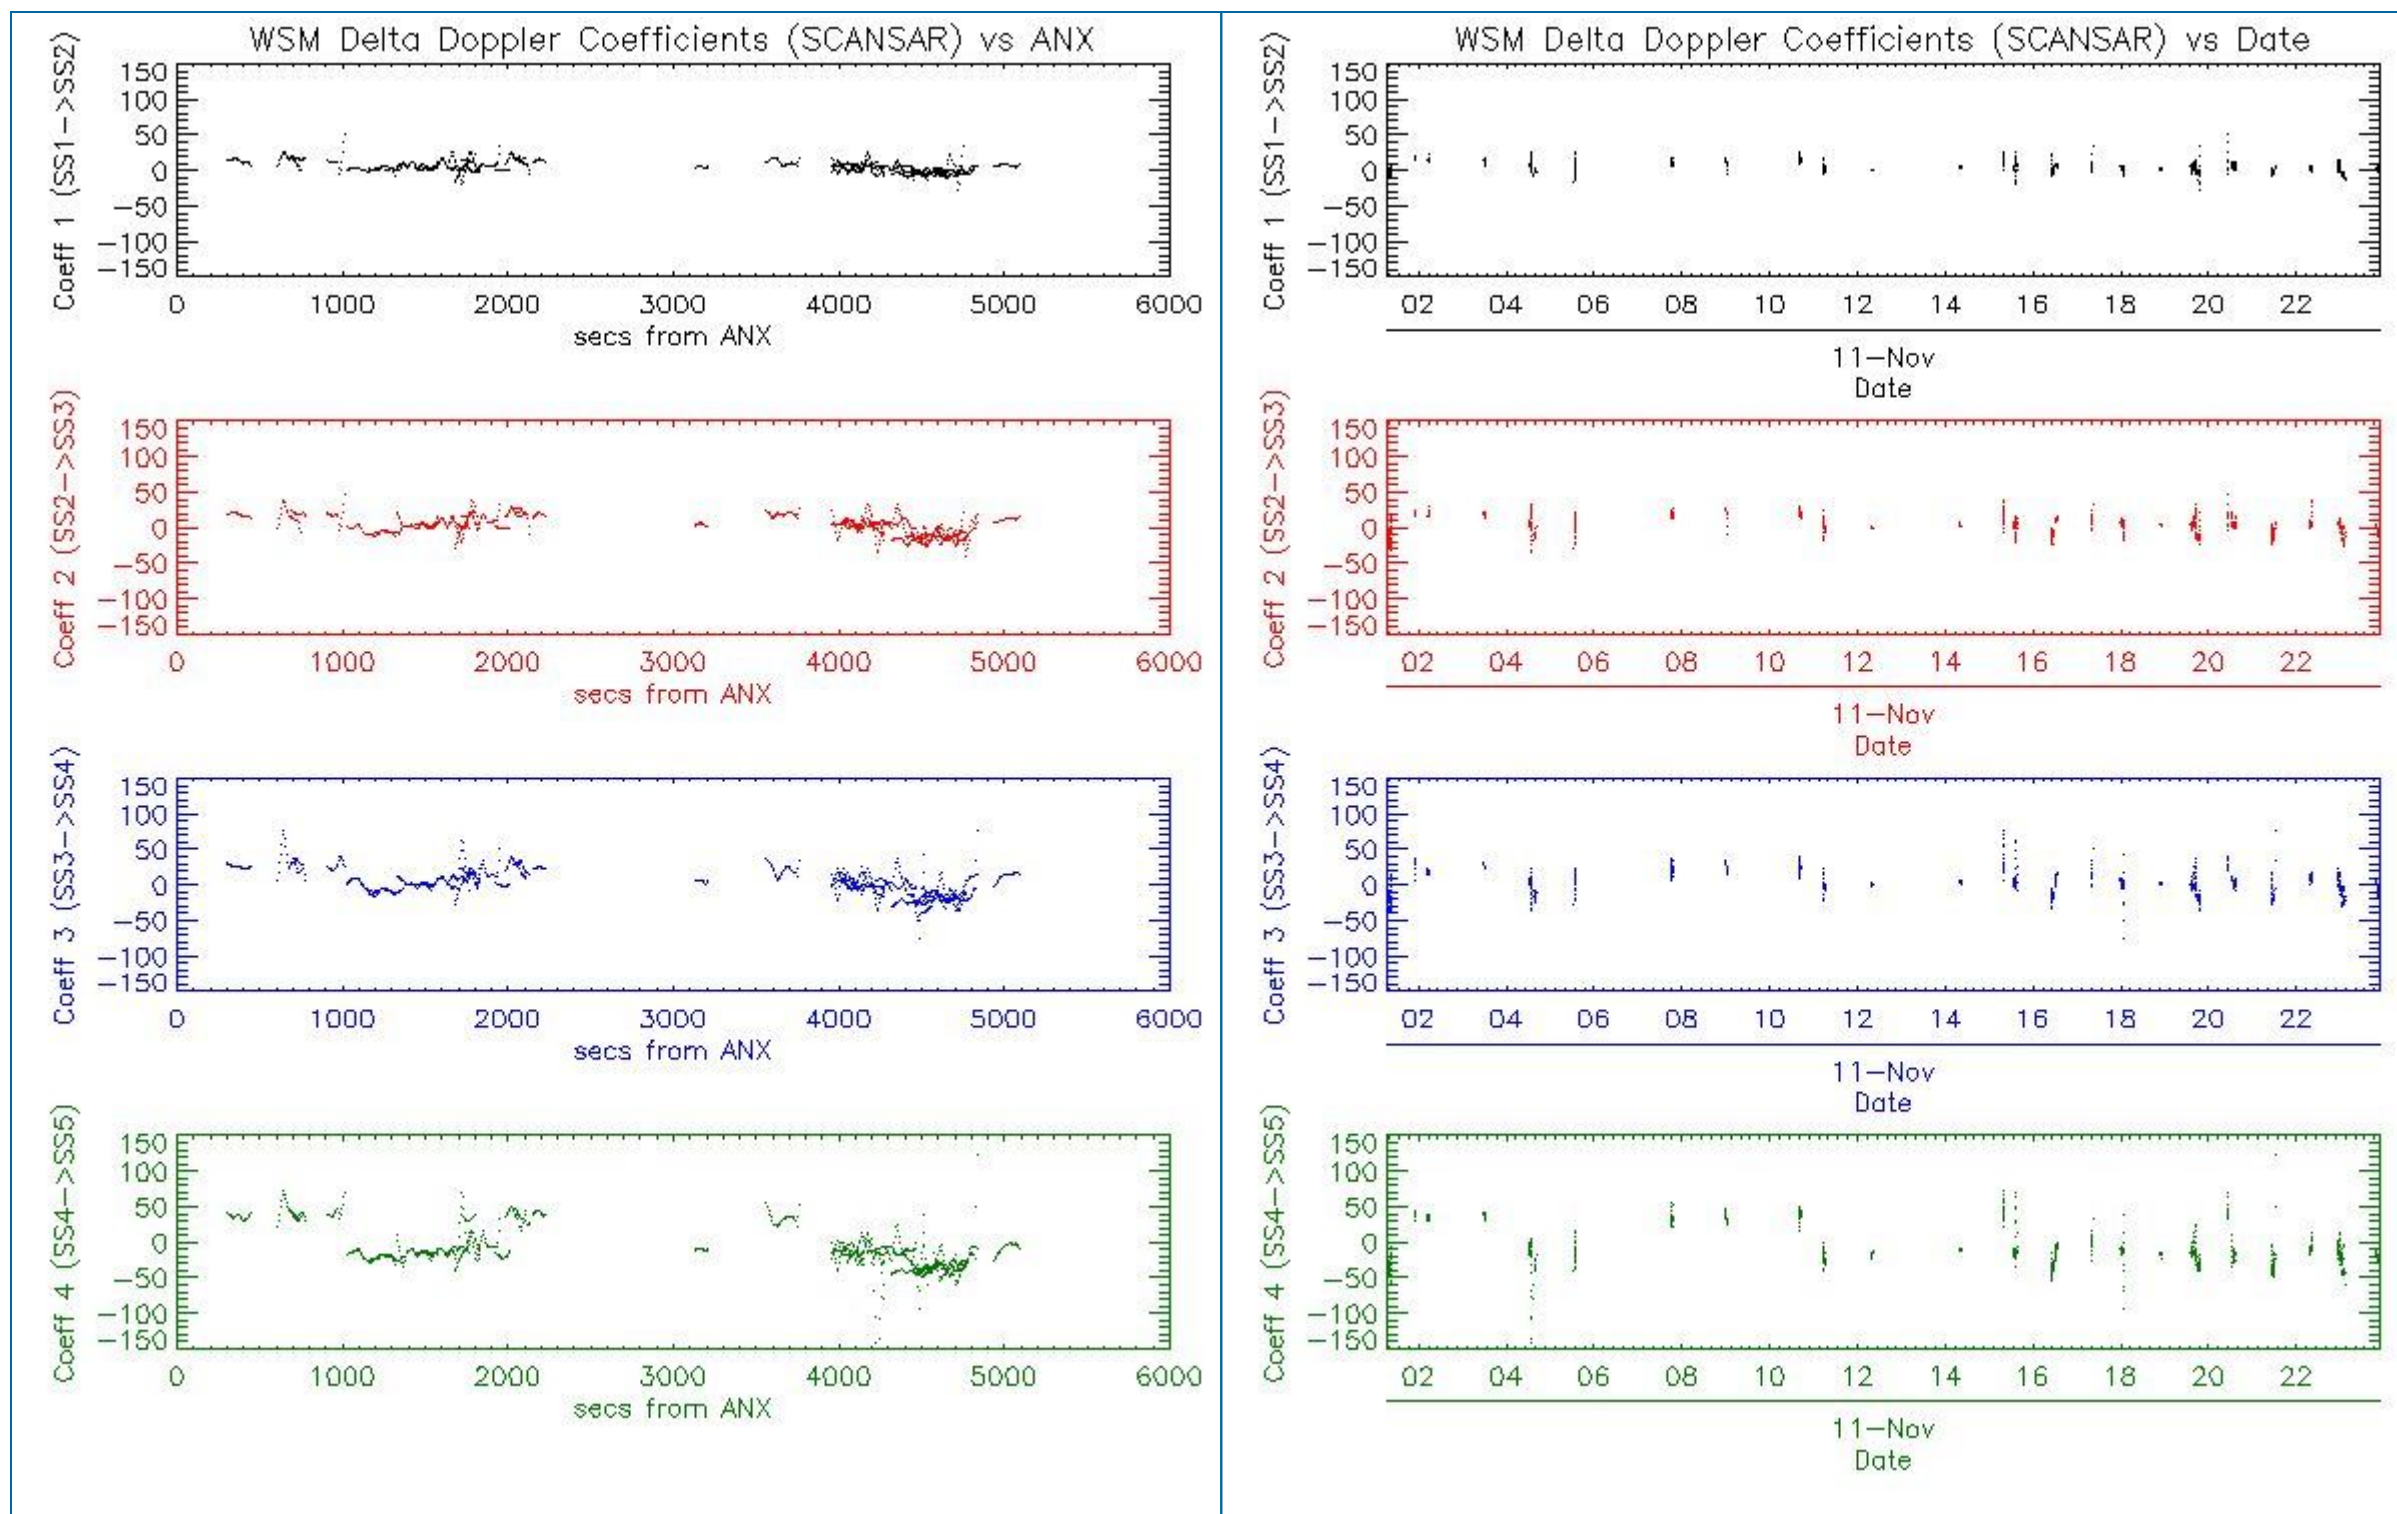 WSM Delta Doppler Coefficients (SCANSAR) vs ANX
Coeff 1 (SS1->SS2)
150
100
50
0
-50
-100
-150
0 1000 2000 3000 4000 5000 6000
secs from ANX
Coeff 2 (SS2->SS3)
150
100
50
0
-50
-100
-150
0 1000 2000 3000 4000 5000 6000
secs from ANX
Coeff 3 (SS3->SS4)
150
100
50
0
-50
-100
-150
0 1000 2000 3000 4000 5000 6000
secs from ANX
Coeff 4 (SS4->SS5)
150
100
50
0
-50
-100
-150
0 1000 2000 3000 4000 5000 6000
secs from ANX
WSM Delta Doppler Coefficients (SCANSAR) vs Date
Coeff 1 (SS1->SS2)
150
100
50
0
-50
-100
-150
02 04 06 08 10 12 14 16 18 20 22
11-Nov
Date
Coeff 2 (SS2->SS3)
150
100
50
0
-50
-100
-150
02 04 06 08 10 12 14 16 18 20 22
11-Nov
Date
Coeff 3 (SS3->SS4)
150
100
50
0
-50
-100
-150
02 04 06 08 10 12 14 16 18 20 22
11-Nov
Date
Coeff 4 (SS4->SS5)
150
100
50
0
-50
-100
-150
02 04 06 08 10 12 14 16 18 20 22
11-Nov
Date